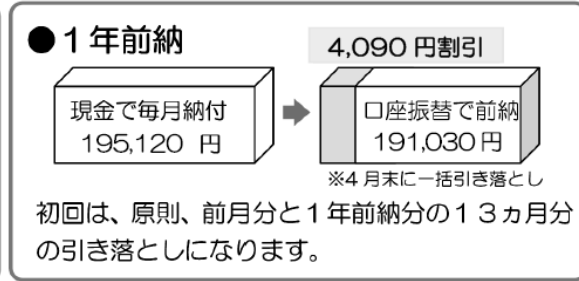 ●1年前納
4,090円割引
現金で毎月納付
195,120 円
口座振替で前納
191,030円
※4月末に一括引き落とし
初回は、原則、前月分と1年前納分の13ヵ月分
の引き落としになります。